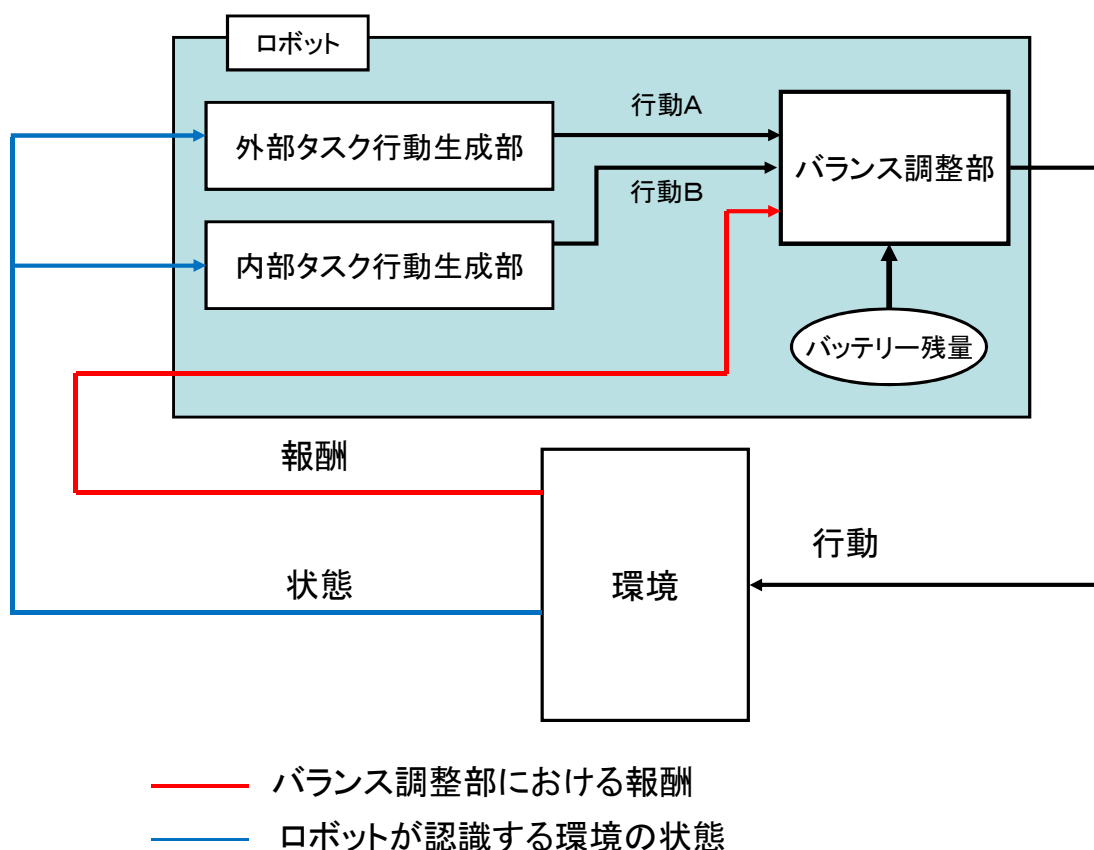 ロボット
外部タスク行動生成部
行動A
バランス調整部
行動B
内部タスク行動生成部
バッテリー残量
報酬
行動
状態
環境
バランス調整部における報酬
ロボットが認識する環境の状態